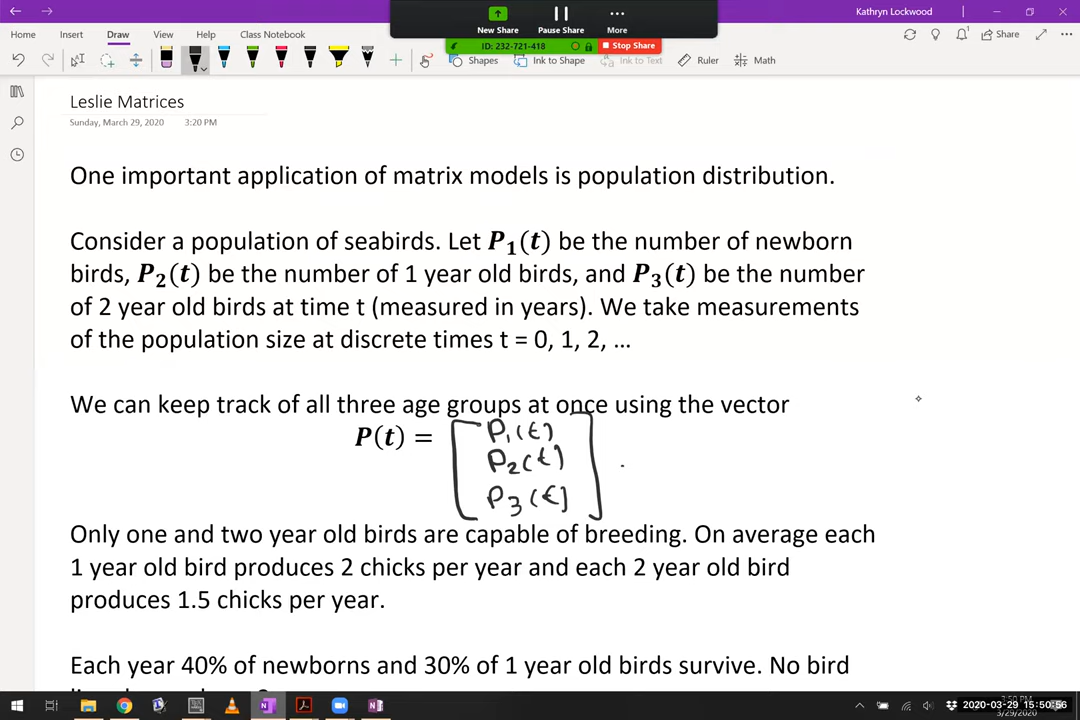 Kathryn Lockwood
New Share
Pause Share
More
Home
Insert
Draw
View
Help
Class Notebook
ID: 232-721-418
Stop Share
Share
Shapes
Ink to Shape
Ink to Text
Ruler
Math
Leslie Matrices
Sunday, March 29, 2020 3:20 PM
One important application of matrix models is population distribution.
Consider a population of seabirds. Let P₁(t) be the number of newborn
birds, P₂(t) be the number of 1 year old birds, and P₃(t) be the number
of 2 year old birds at time t (measured in years). We take measurements
of the population size at discrete times t = 0, 1, 2, ...
We can keep track of all three age groups at once using the vector
P(t) =
P₁(t)
P₂(t)
P₃(t)
Only one and two year old birds are capable of breeding. On average each
1 year old bird produces 2 chicks per year and each 2 year old bird
produces 1.5 chicks per year.
Each year 40% of newborns and 30% of 1 year old birds survive. No bird
2020-03-29 15:50:56
3/29/2020